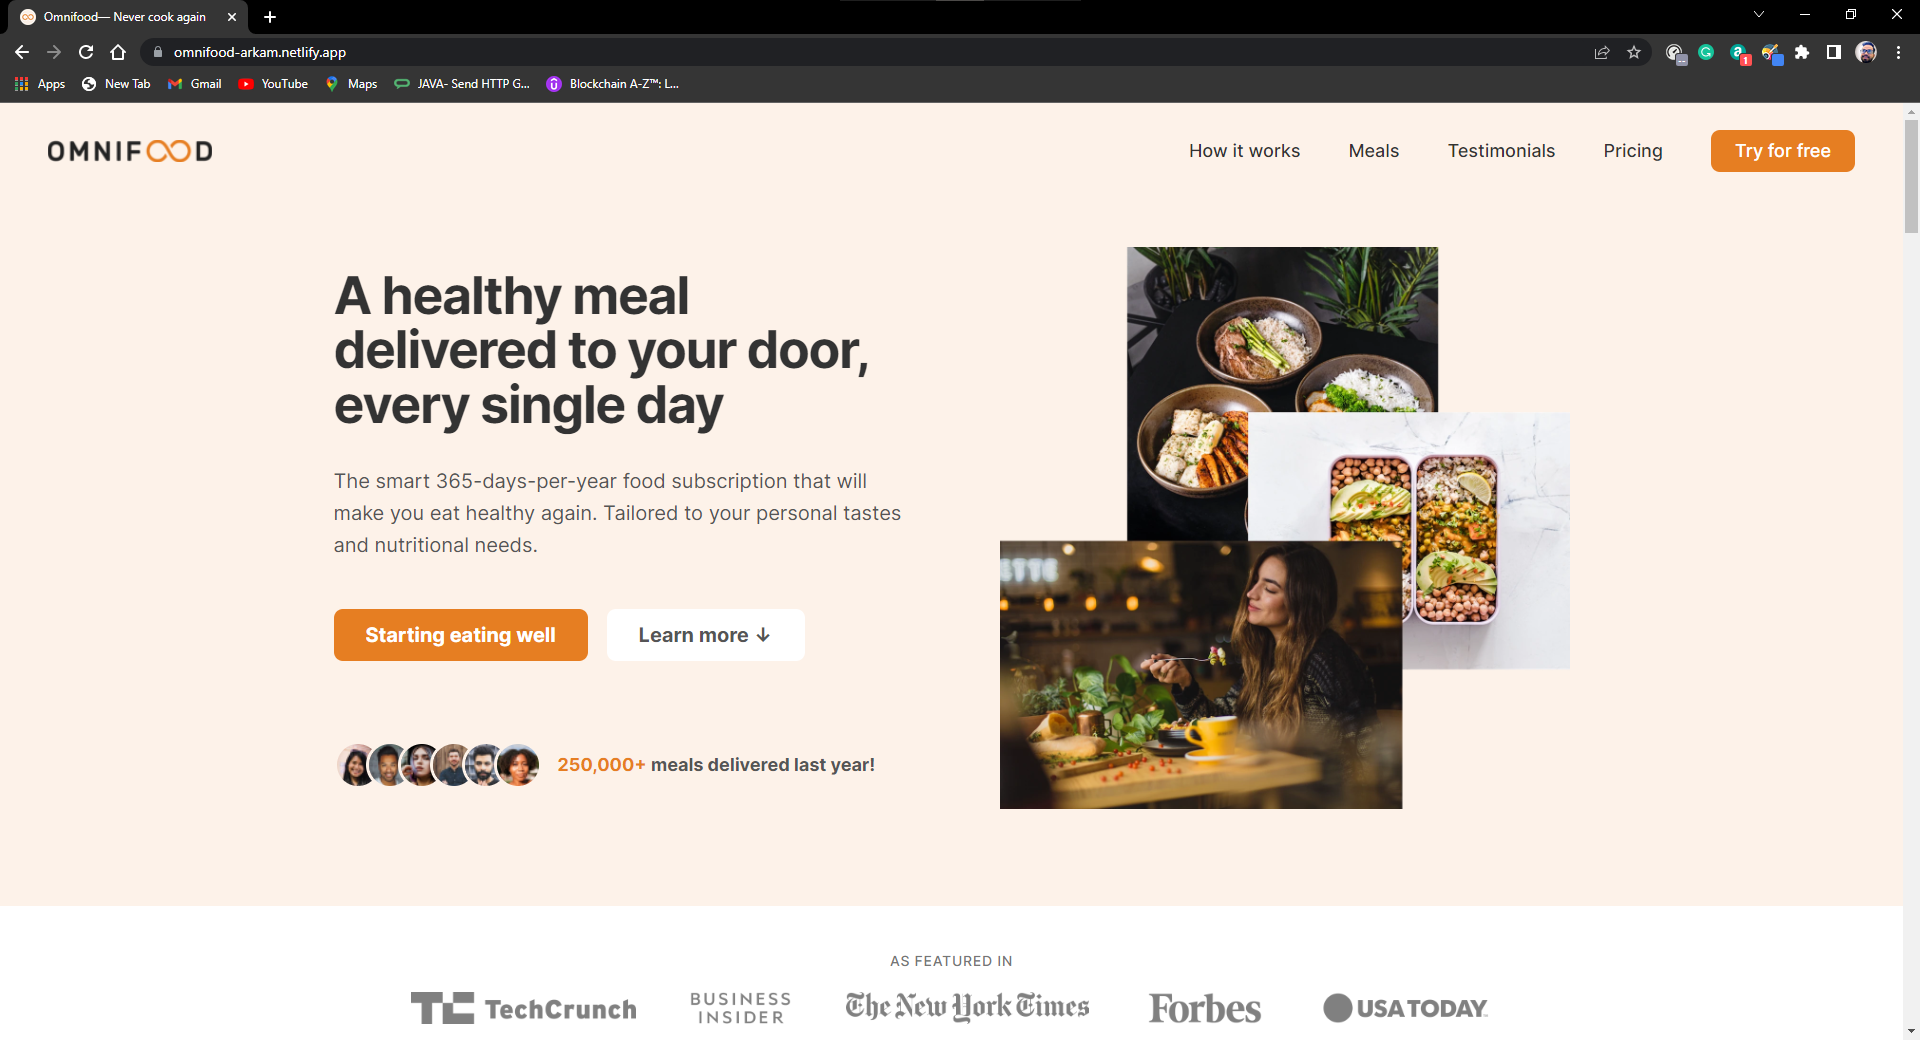 Omnifood— Never cook again
omnifood-arkam.netlify.app
1
Apps
New Tab
Gmail
YouTube
Maps
JAVA- Send HTTP G...
Blockchain A-Z™: L...
OMNIFOOD
How it works
Meals
Testimonials
Pricing
Try for free
A healthy meal
delivered to your door,
every single day
The smart 365-days-per-year food subscription that will
make you eat healthy again. Tailored to your personal tastes
and nutritional needs.
Starting eating well
Learn more ↓
250,000+ meals delivered last year!
AS FEATURED IN
TC TechCrunch
BUSINESS
INSIDER
The New York Times
Forbes
USA TODAY